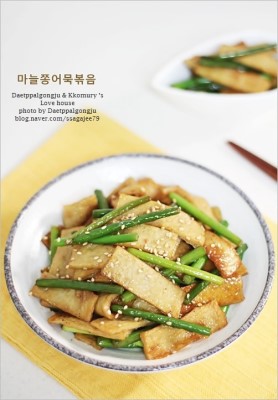 마늘쫑어묵볶음
Daetppalgongju & Kkomury 's
Love house
photo by Daetppalgongju
blog.naver.com/ssagajee79